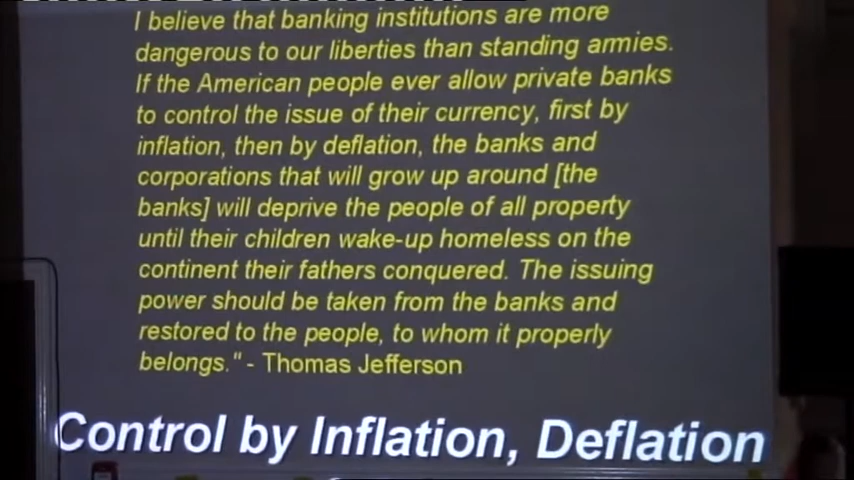 I believe that banking institutions are more
dangerous to our liberties than standing armies.
If the American people ever allow private banks
to control the issue of their currency, first by
inflation, then by deflation, the banks and
corporations that will grow up around [the
banks] will deprive the people of all property
until their children wake-up homeless on the
continent their fathers conquered. The issuing
power should be taken from the banks and
restored to the people, to whom it properly
belongs." - Thomas Jefferson
Control by Inflation, Deflation